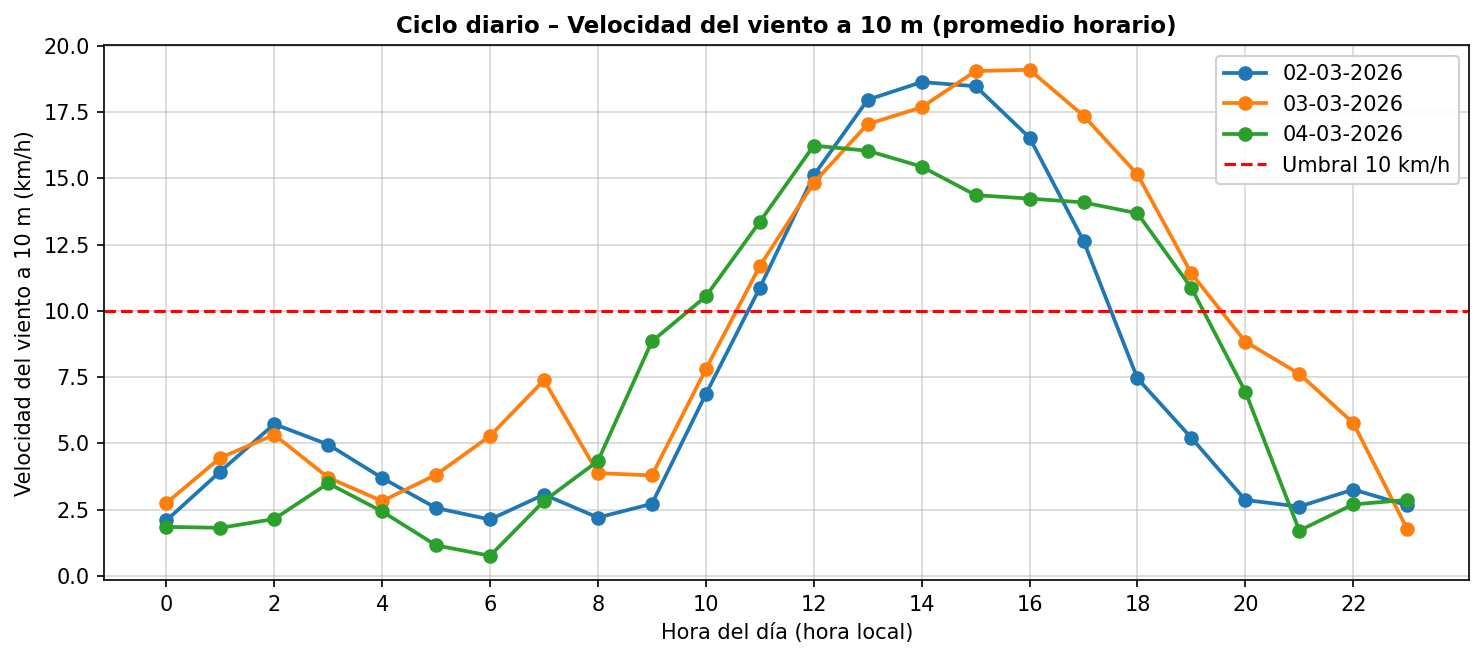 Ciclo diario – Velocidad del viento a 10 m (promedio horario)
Velocidad del viento a 10 m (km/h)
20.0
17.5
15.0
12.5
10.0
7.5
5.0
2.5
0.0
02-03-2026
03-03-2026
04-03-2026
Umbral 10 km/h
0 2 4 6 8 10 12 14 16 18 20 22
Hora del día (hora local)